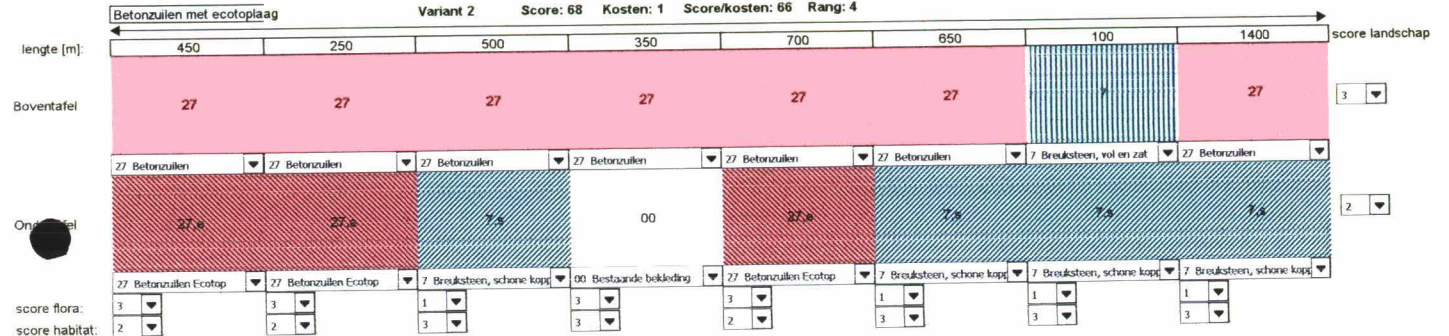 Betonzuilen met ecotoplaag Variant 2 Score: 68 Kosten: 1 Score/kosten: 66 Rang: 4
lengte [m]: 450 250 500 350 700 650 100 1400 score landschap
Boventafel 27 27 27 27 27 27 7 27 3
27 Betonzuilen 27 Betonzuilen 27 Betonzuilen 27 Betonzuilen 27 Betonzuilen 27 Betonzuilen 7 Breuksteen, vol en zat 27 Betonzuilen
27,e 27,e 7,s 00 27,e 7,s 7,s 7,s 2
27 Betonzuilen Ecotop 27 Betonzuilen Ecotop 7 Breuksteen, schone kopp 00 Bestaande bekleding 27 Betonzuilen Ecotop 7 Breuksteen, schone kopp 7 Breuksteen, schone kopp 7 Breuksteen, schone kopp
score flora: 3 3 1 3 3 1 1 1
score habitat: 2 2 3 3 2 3 3 3